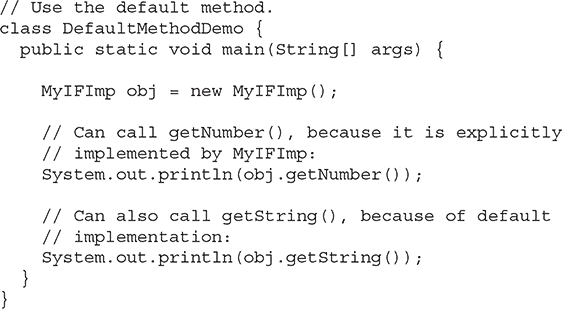 // Use the default method.
class DefaultMethodDemo {
  public static void main(String[] args) {

    MyIFImp obj = new MyIFImp();

    // Can call getNumber(), because it is explicitly
    // implemented by MyIFImp:
    System.out.println(obj.getNumber());

    // Can also call getString(), because of default
    // implementation:
    System.out.println(obj.getString());
  }
}